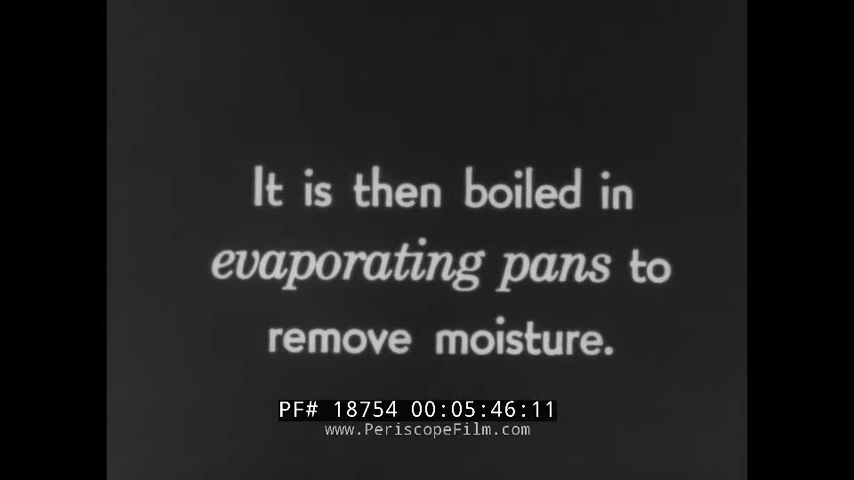 It is then boiled in
evaporating pans to
remove moisture.
PF# 18754 00:05:46:11
www.PeriscopeFilm.com